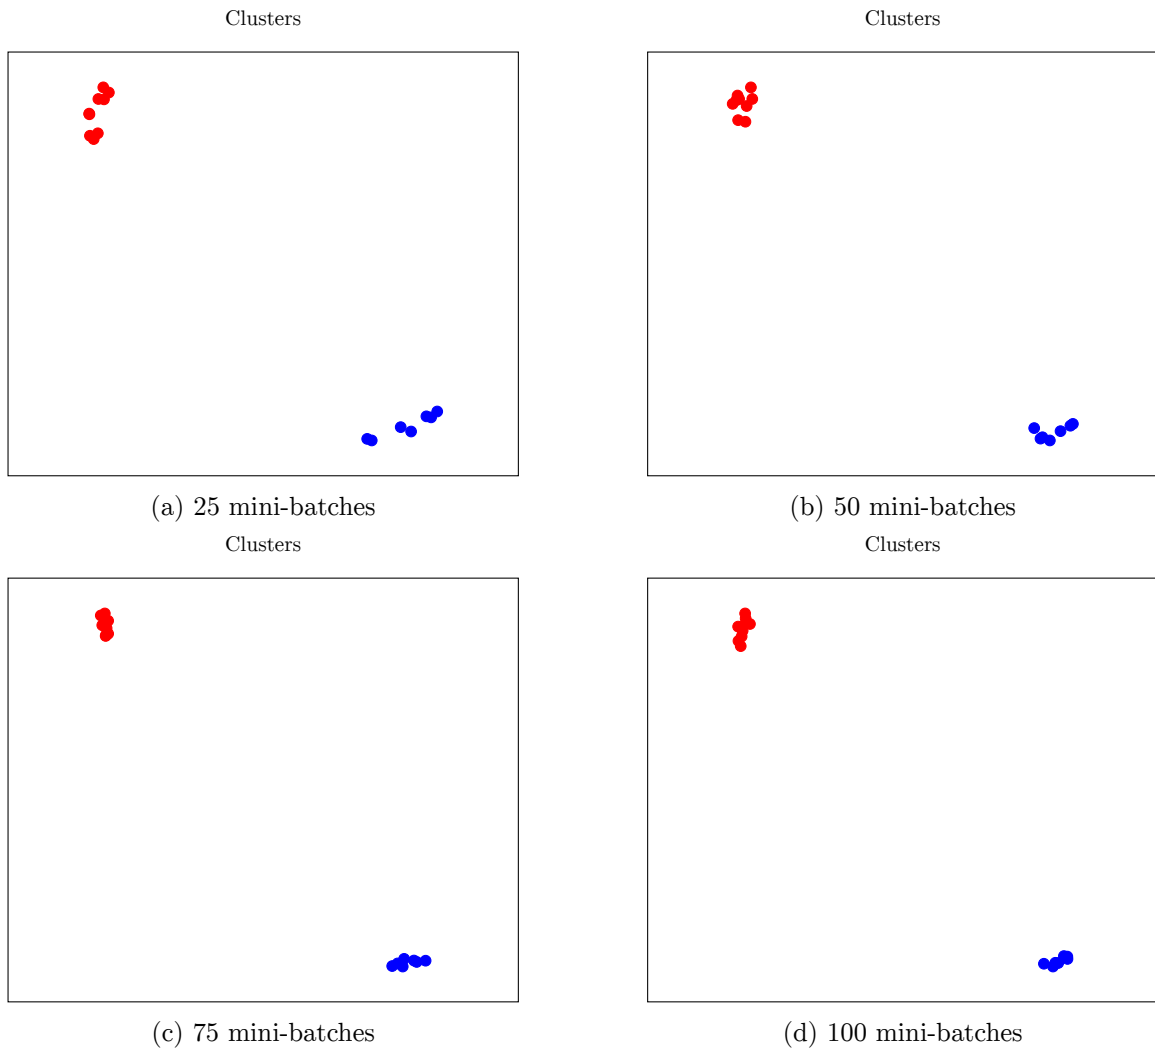 Clusters
Clusters
(a) 25 mini-batches
(b) 50 mini-batches
Clusters
Clusters
(c) 75 mini-batches
(d) 100 mini-batches